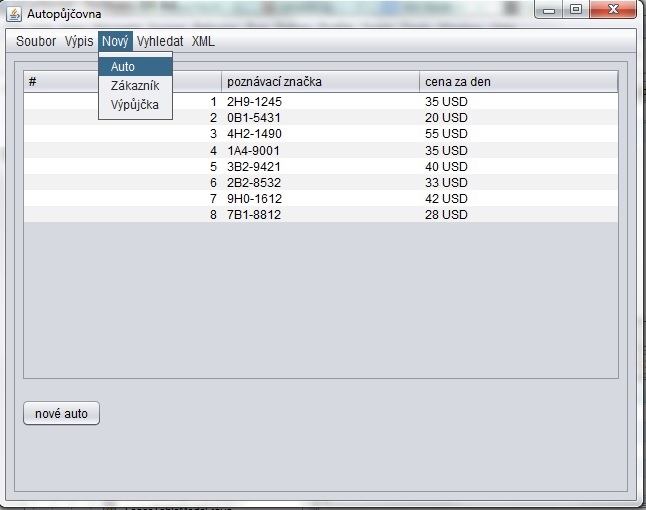 Autopůjčovna
Soubor Výpis Nový Vyhledat XML
Auto
Zákazník
Výpůjčka
# poznávací značka cena za den
1 2H9-1245 35 USD
2 0B1-5431 20 USD
3 4H2-1490 55 USD
4 1A4-9001 35 USD
5 3B2-9421 40 USD
6 2B2-8532 33 USD
7 9H0-1612 42 USD
8 7B1-8812 28 USD
nové auto